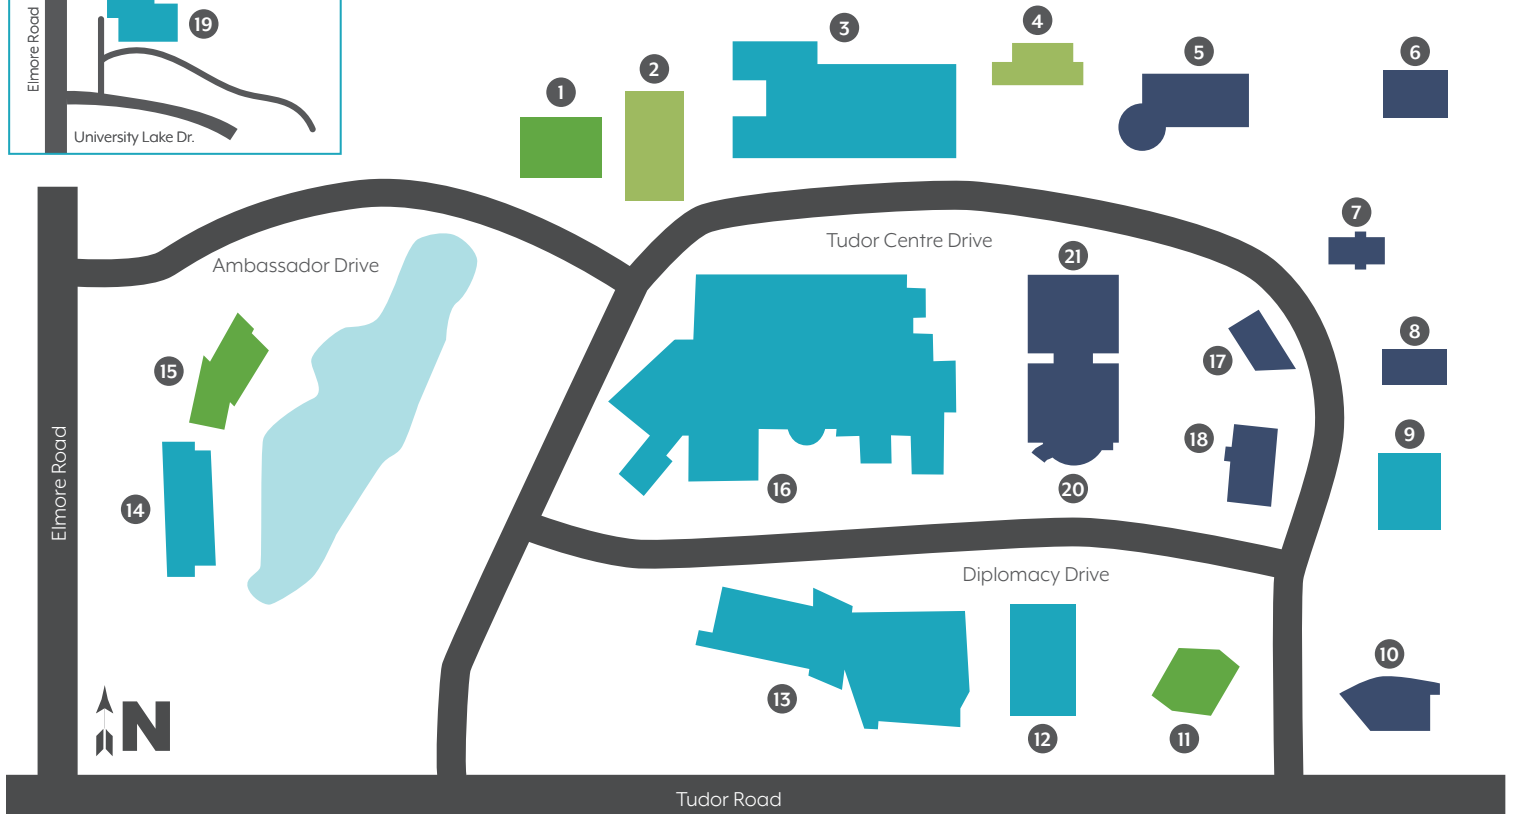 Elmore Road
19
University Lake Dr.
1
2
3
4
5
6
7
Tudor Centre Drive
Ambassador Drive
21
8
17
15
9
18
Elmore Road
14
16
20
Diplomacy Drive
10
13
12
11
N
Tudor Road